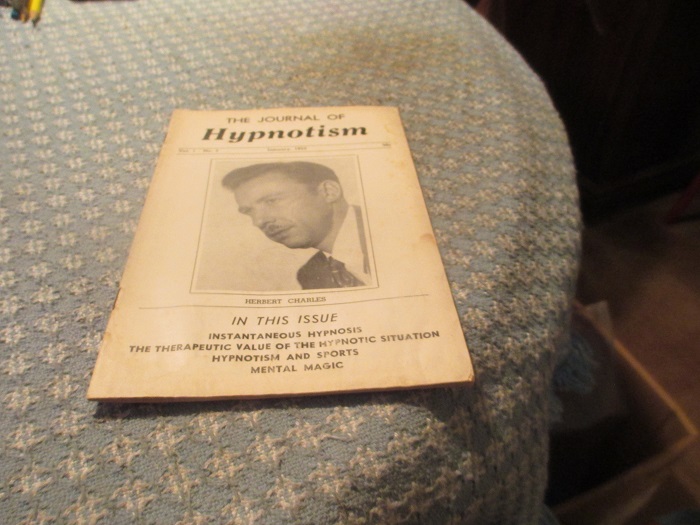 THE JOURNAL OF
Hypnotism
HERBERT CHARLES
IN THIS ISSUE
INSTANTANEOUS HYPNOSIS
THE THERAPEUTIC VALUE OF THE HYPNOTIC SITUATION
HYPNOTISM AND SPORTS
MENTAL MAGIC